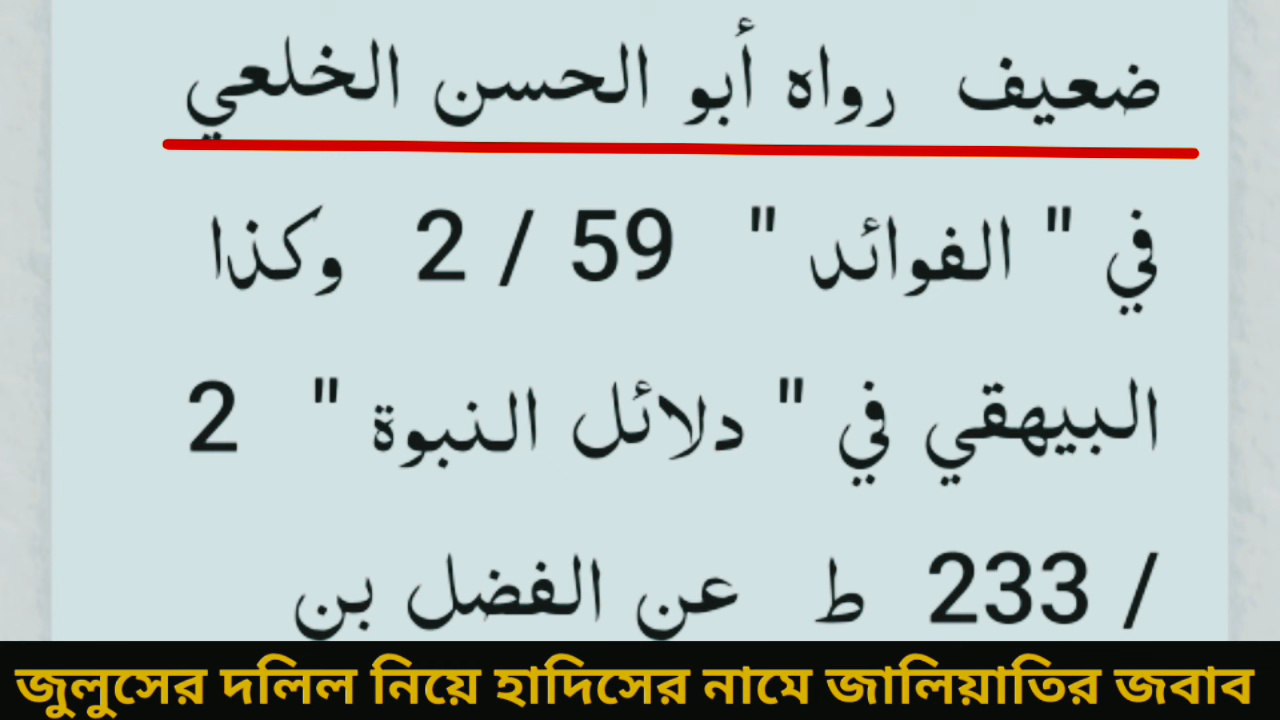 ضعيف رواه أبو الحسن الخلعي
في " الفوائد " 59 / 2 وكذا
البيهقي في " دلائل النبوة " 2
/ 233 ط عن الفضل بن
জুলুসের দলিল নিয়ে হাদিসের নামে জালিয়াতির জবাব